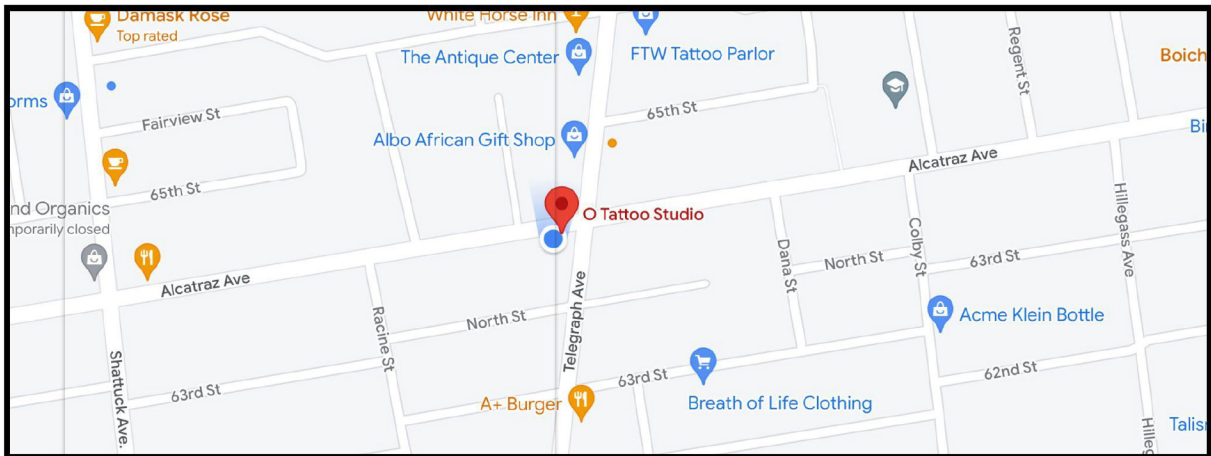 Damask Rose
Top rated
White Horse Inn
The Antique Center
FTW Tattoo Parlor
Regent St
Boich
orms
Fairview St
65th St
Albo African Gift Shop
Bi
Alcatraz Ave
65th St
nd Organics
mporarily closed
O Tattoo Studio
Hillegass Ave
Colby St
Dana St
North St
63rd St
Alcatraz Ave
Racine St
North St
Telegraph Ave
Acme Klein Bottle
Shattuck Ave.
63rd St
63rd St
62nd St
A+ Burger
Breath of Life Clothing
Hilleg
Talis